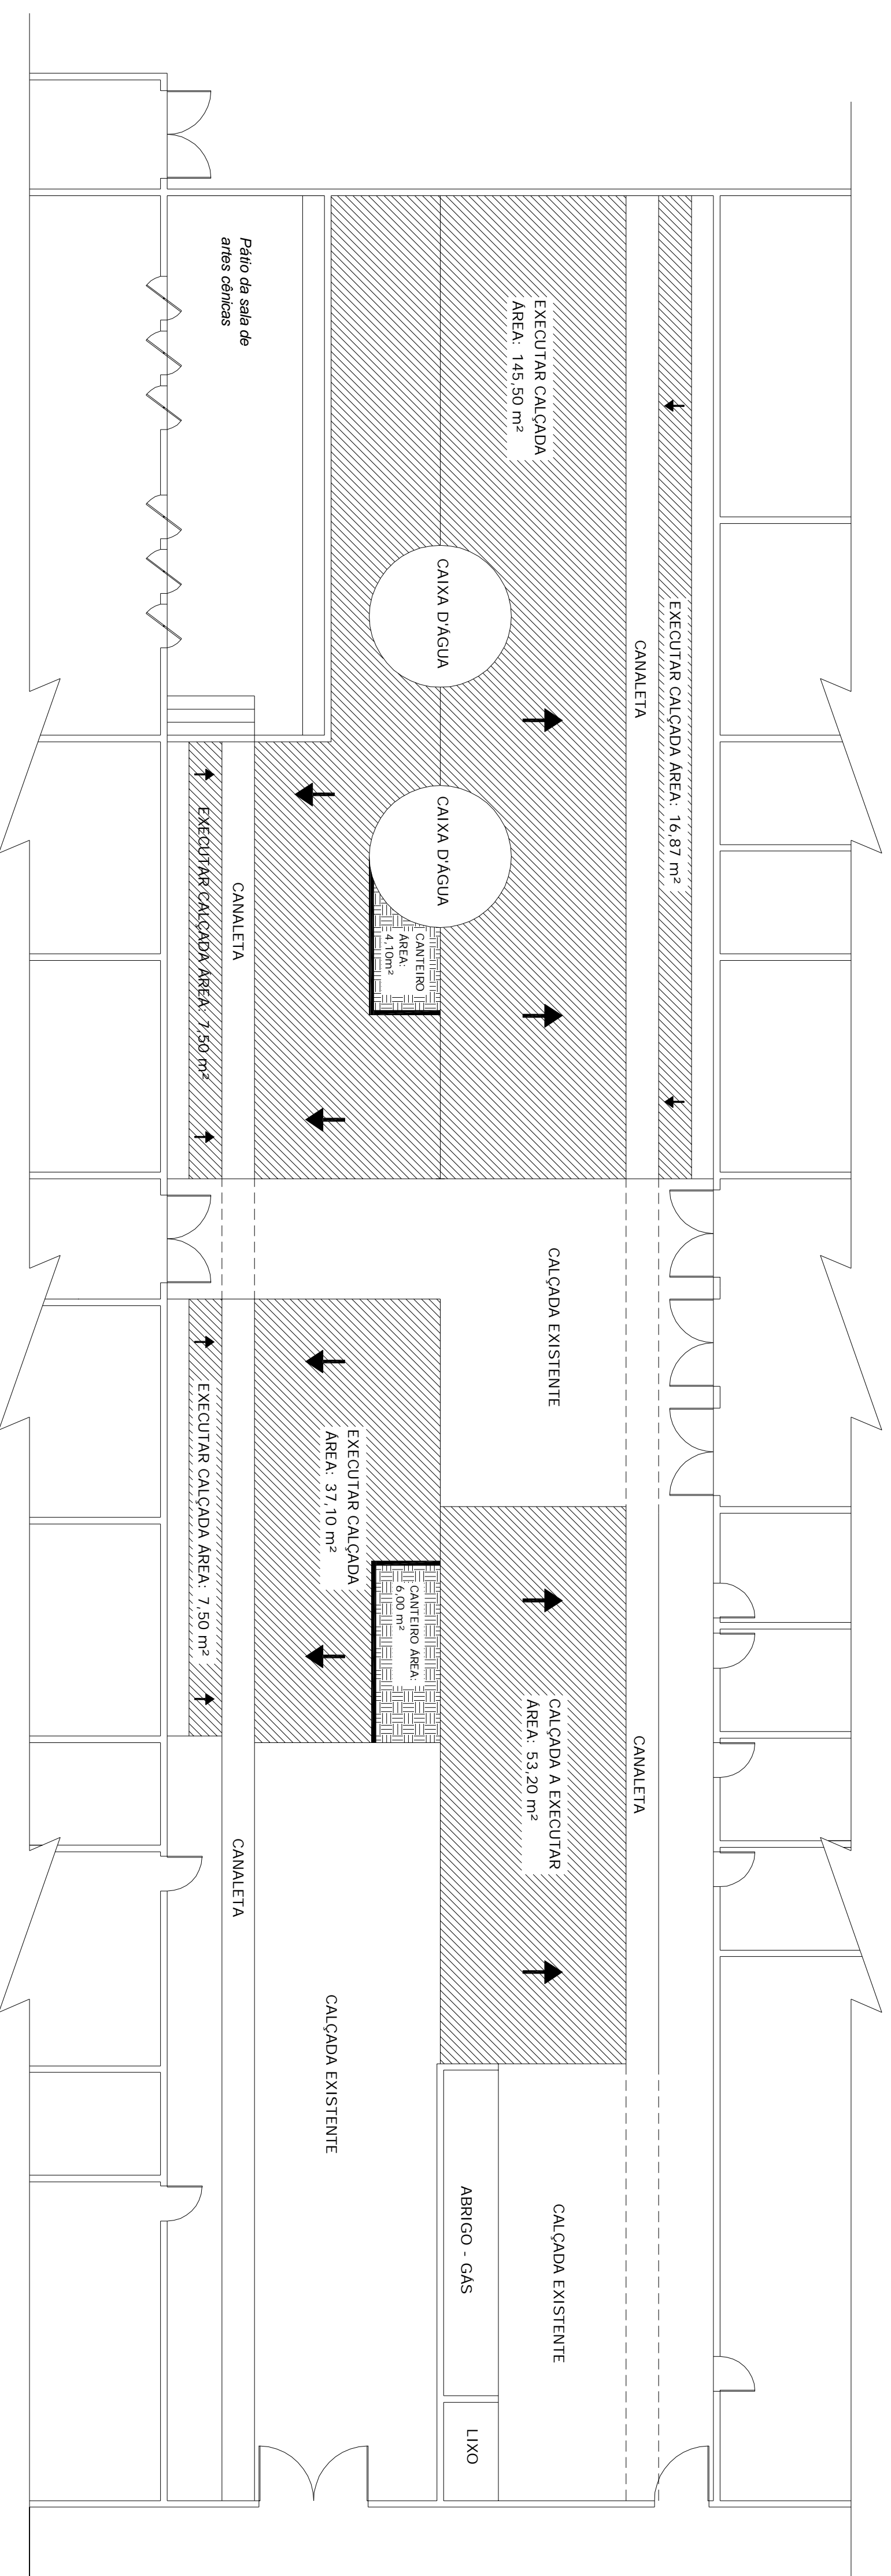 Pátio da sala de
artes cênicas
EXECUTAR CALÇADA
ÁREA: 145,50 m²
CAIXA D'ÁGUA
EXECUTAR CALÇADA ÁREA: 16,87 m²
CANALETA
CAIXA D'ÁGUA
EXECUTAR CALÇADA ÁREA: 7,50 m²
CANALETA
CANTEIRO
ÁREA:
4,10m²
CALÇADA EXISTENTE
EXECUTAR CALÇADA ÁREA: 7,50 m²
EXECUTAR CALÇADA
ÁREA: 37,10 m²
CANTEIRO ÁREA:
6,00 m²
CALÇADA A EXECUTAR
ÁREA: 53,20 m²
CANALETA
CANALETA
CALÇADA EXISTENTE
ABRIGO - GÁS
CALÇADA EXISTENTE
LIXO